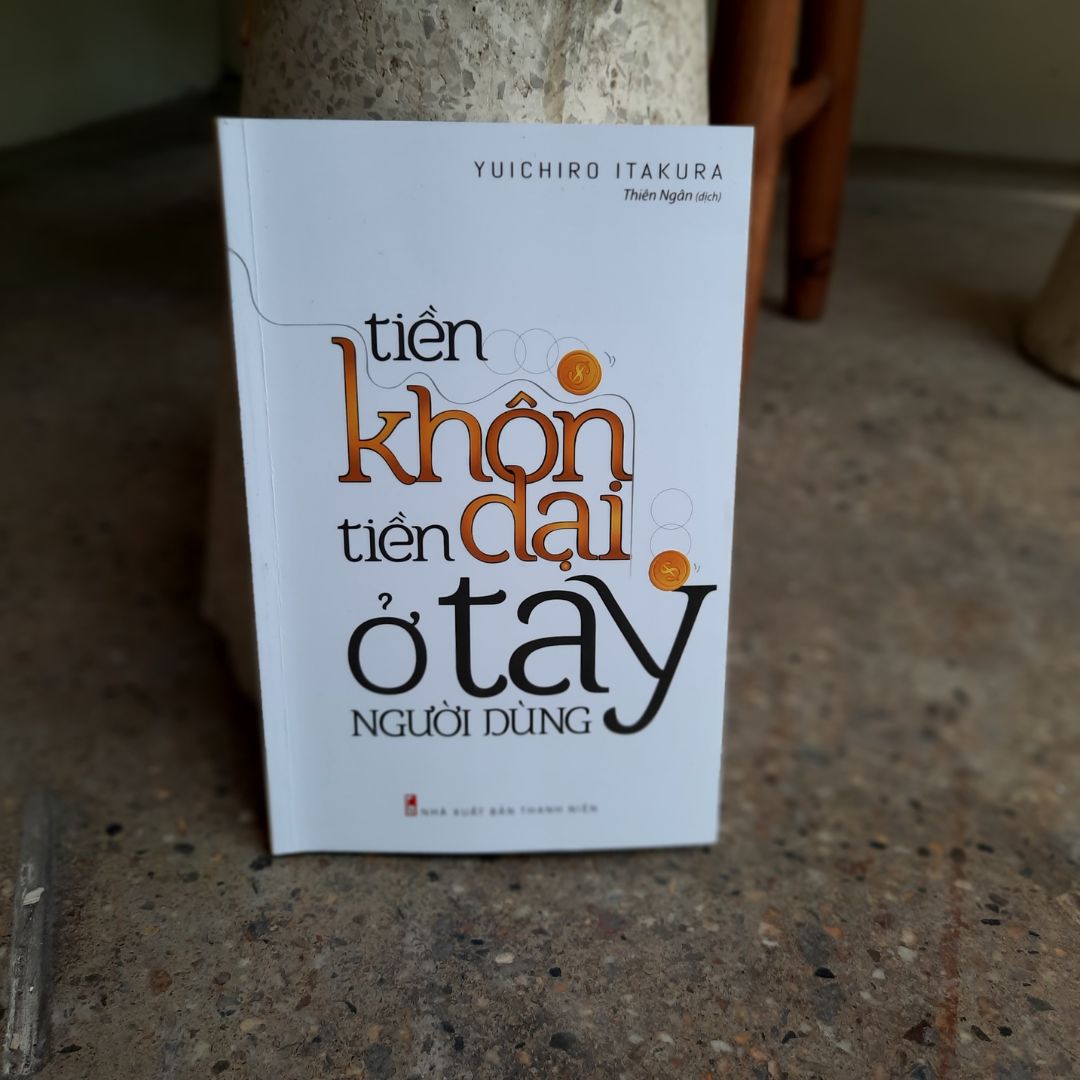 YUICHIRO ITAKURA
Thiên Ngân (dịch)
tiền
khôn
tiền dại
ở tay
NGƯỜI DÙNG
NHÀ XUẤT BẢN THANH NIÊN